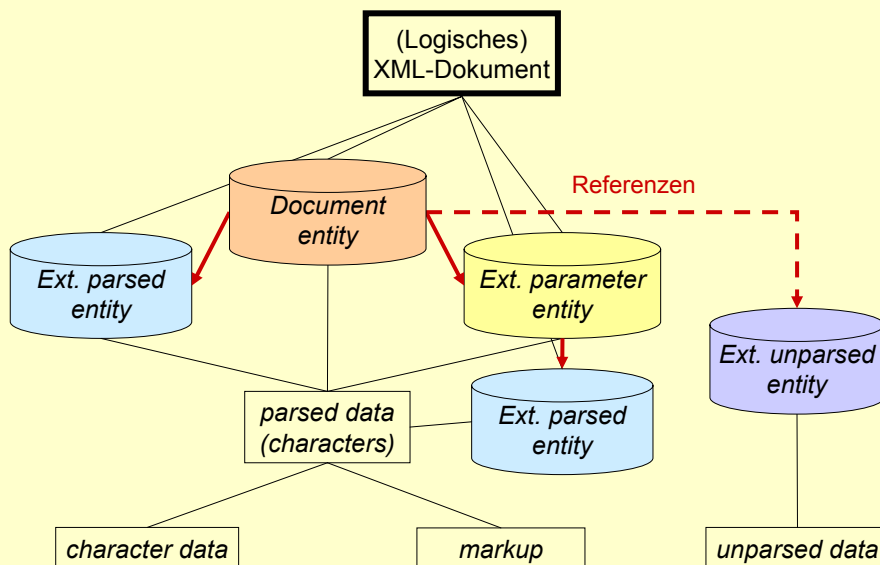 (Logisches)
XML-Dokument
Referenzen
Document
entity
Ext. parsed
entity
Ext. parameter
entity
Ext. unparsed
entity
parsed data
(characters)
Ext. parsed
entity
character data
markup
unparsed data